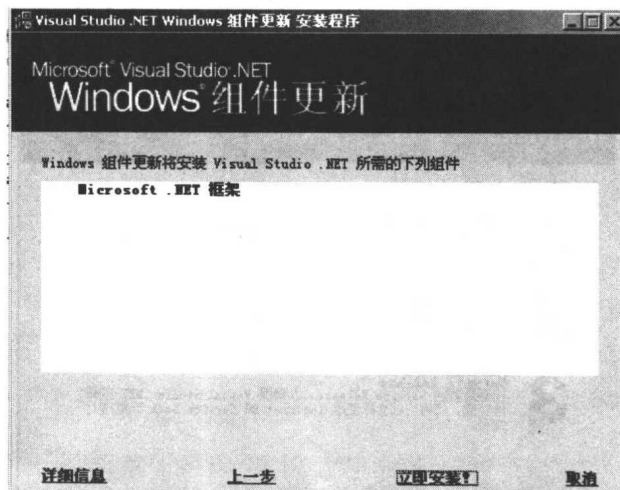 Visual Studio .NET Windows 组件更新 安装程序
Microsoft® Visual Studio®.NET
Windows®组件更新
Windows 组件更新将安装 Visual Studio .NET 所需的下列组件
Microsoft .NET 框架
详细信息 上一步 立即安装! 取消